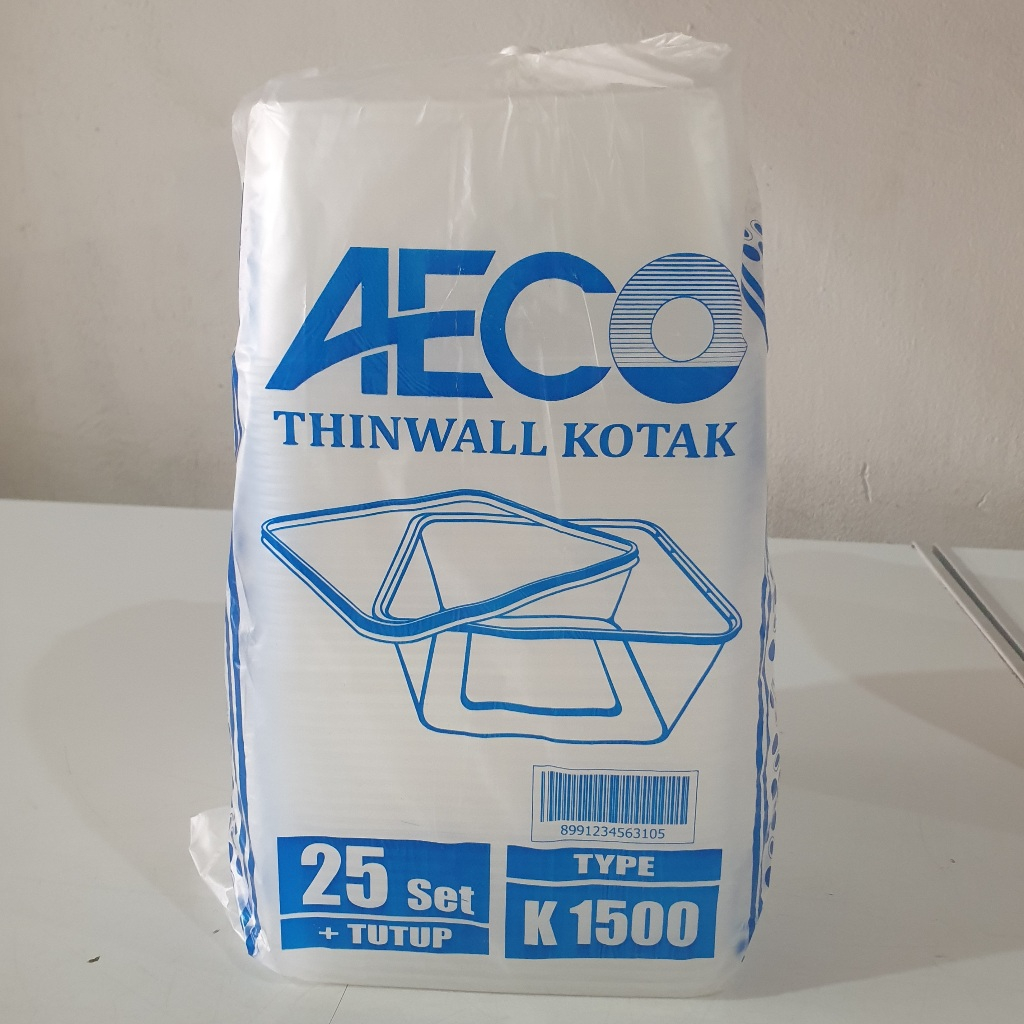 AECO
THINWALL KOTAK
8991234563105
25 Set
+ TUTUP
TYPE
K 1500